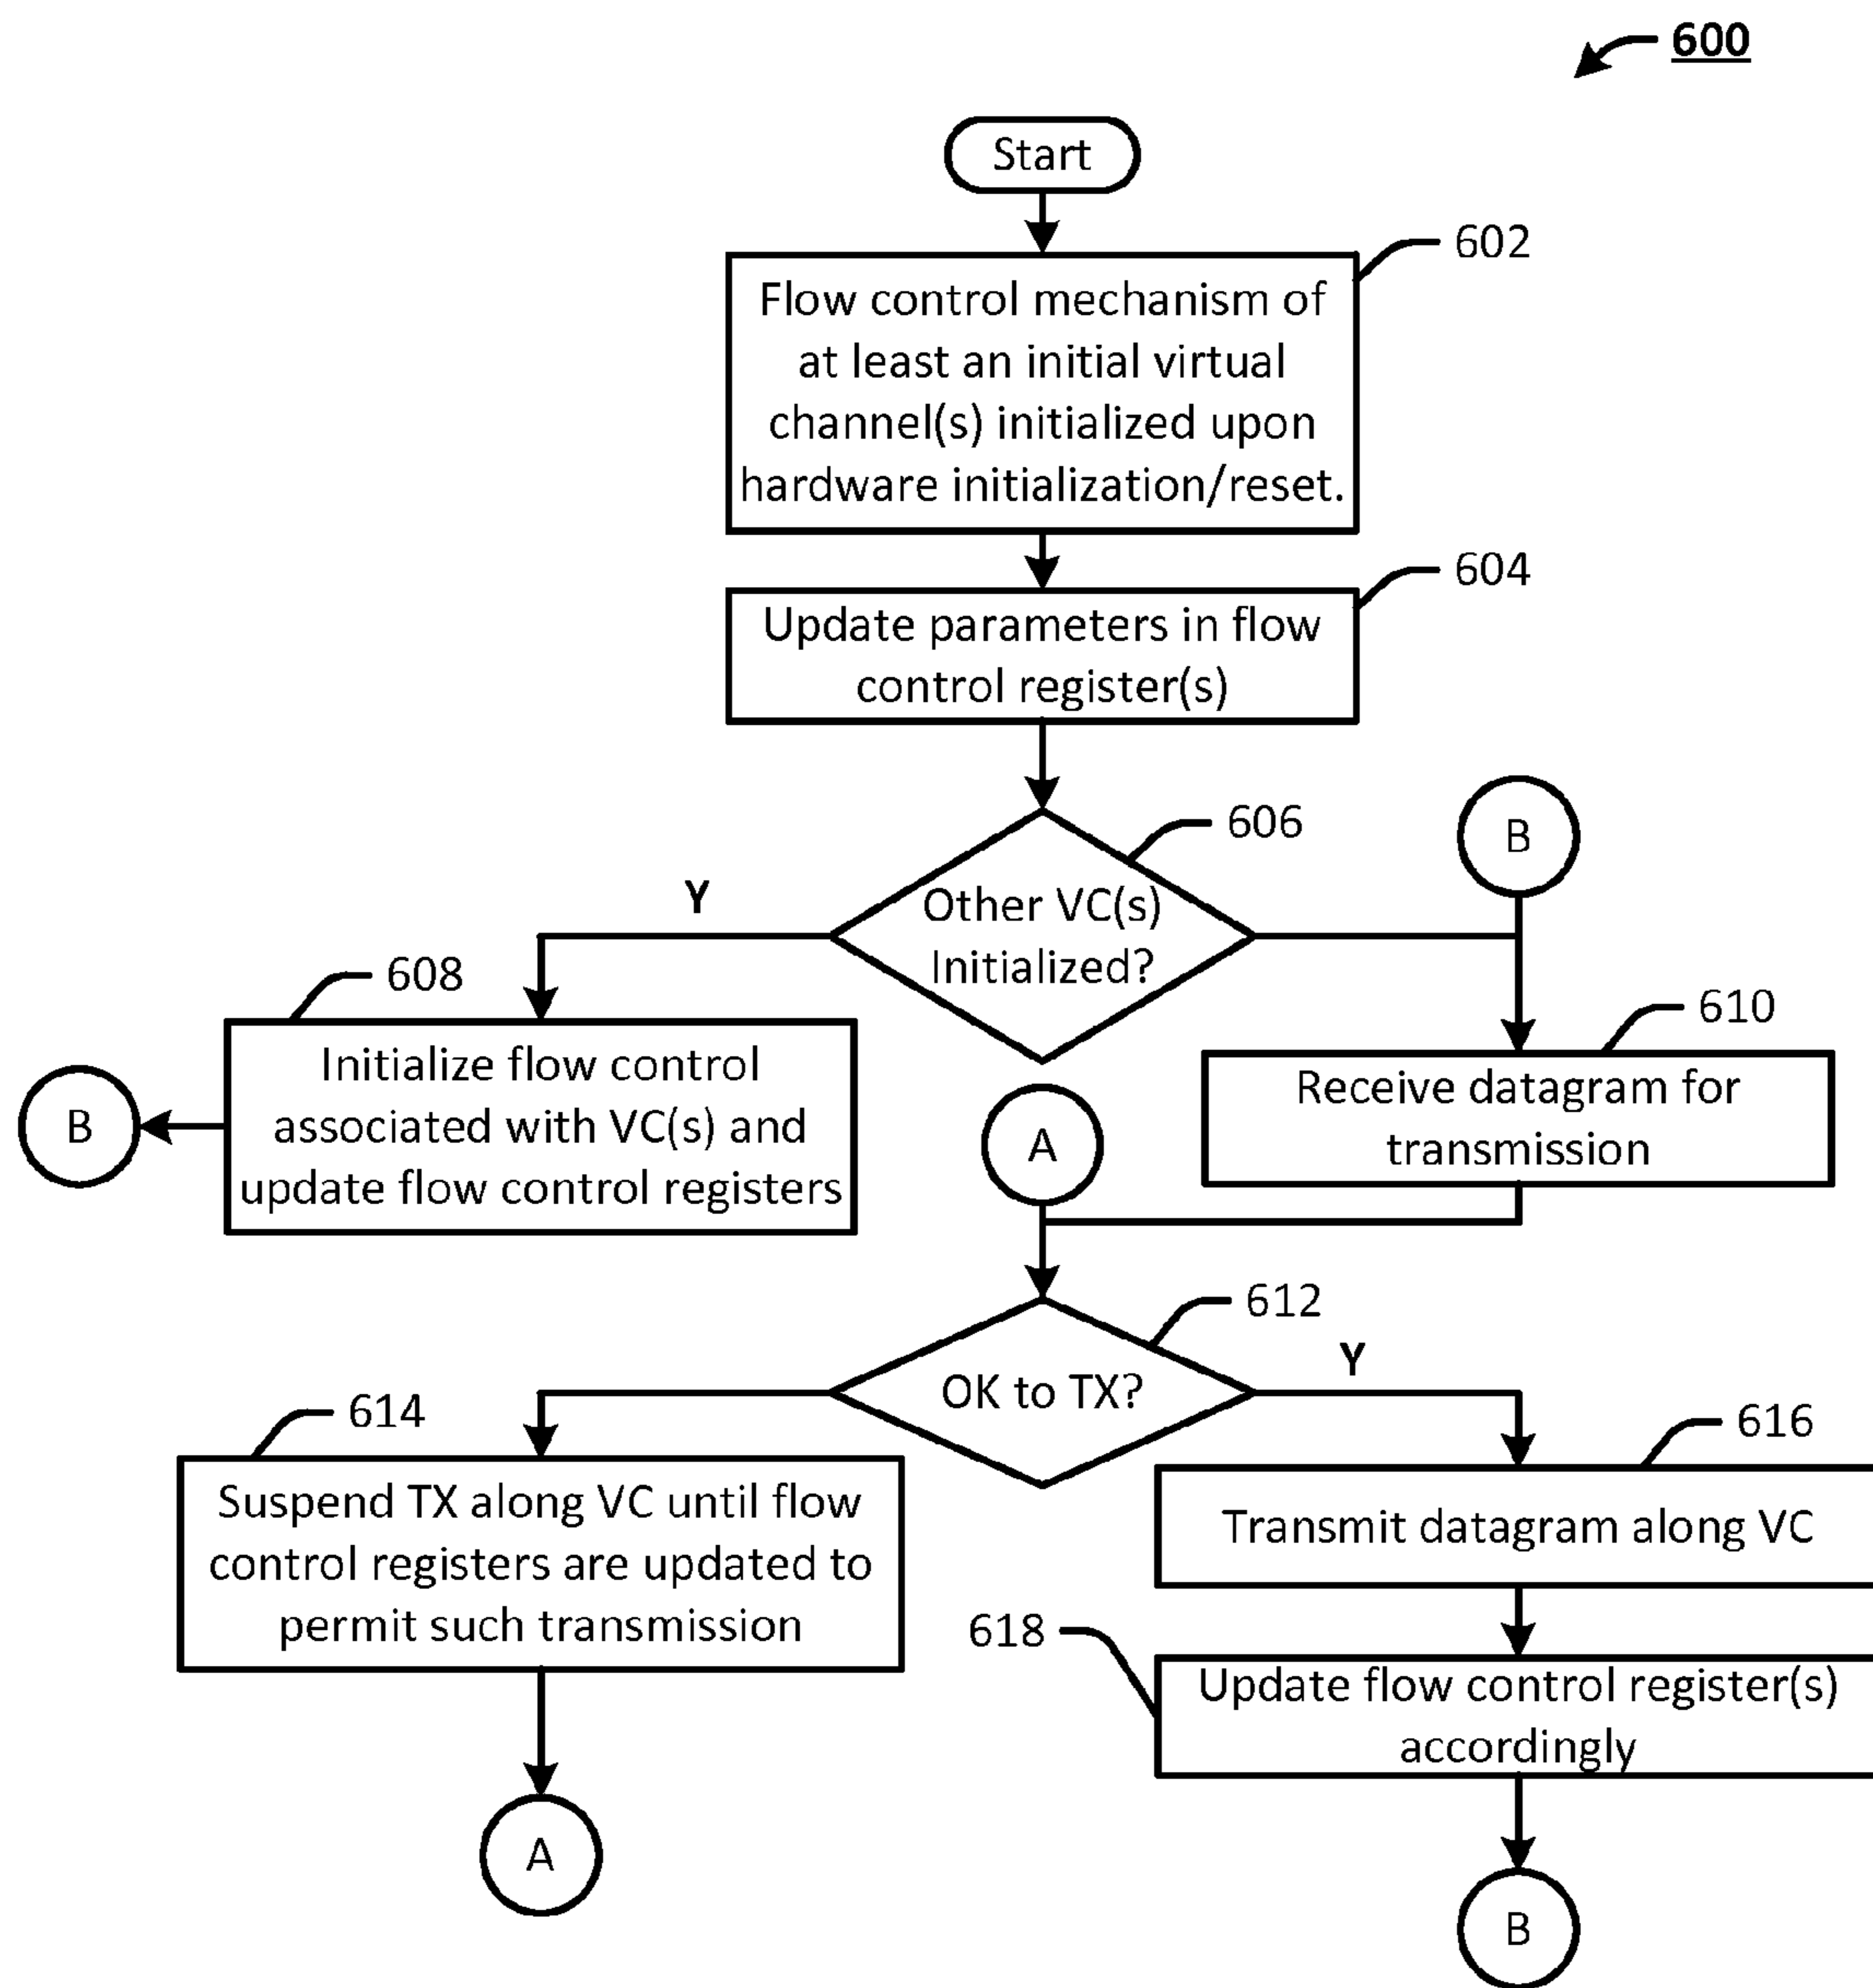 600
Start
602
Flow control mechanism of
at least an initial virtual
channel(s) initialized upon
hardware initialization/reset.
604
Update parameters in flow
control register(s)
606
B
Y
Other VC(s)
Initialized?
608
610
Initialize flow control
associated with VC(s) and
update flow control registers
B
Receive datagram for
transmission
A
612
OK to TX?
Y
614
616
Suspend TX along VC until flow
control registers are updated to
permit such transmission
Transmit datagram along VC
618
Update flow control register(s)
accordingly
A
B